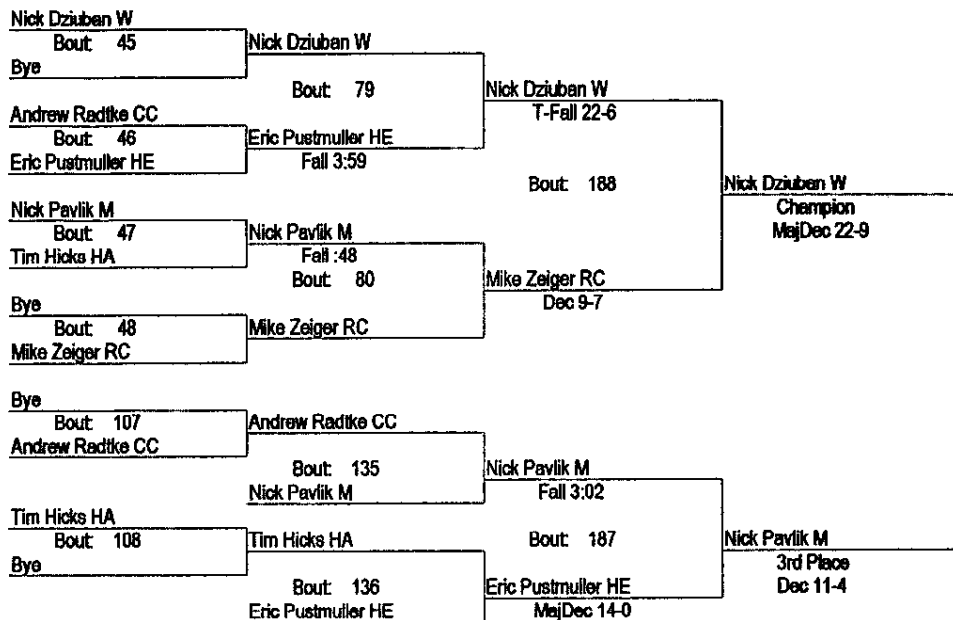 Nick Dziuban W
Bout: 45
Bye
Nick Dziuban W
Bout: 79
Andrew Radtke CC
Bout: 46
Eric Pustmuller HE
Eric Pustmuller HE
Fall 3:59
Nick Dziuban W
T-Fall 22-6
Bout: 188
Nick Pavlik M
Bout: 47
Tim Hicks HA
Nick Pavlik M
Fall :48
Bout: 80
Bye
Bout: 48
Mike Zeiger RC
Mike Zeiger RC
Mike Zeiger RC
Dec 9-7
Nick Dziuban W
Champion
MajDec 22-9
Bye
Bout: 107
Andrew Radtke CC
Andrew Radtke CC
Bout: 135
Nick Pavlik M
Nick Pavlik M
Fall 3:02
Bout: 187
Tim Hicks HA
Bout: 108
Bye
Tim Hicks HA
Bout: 136
Eric Pustmuller HE
Eric Pustmuller HE
MajDec 14-0
Nick Pavlik M
3rd Place
Dec 11-4